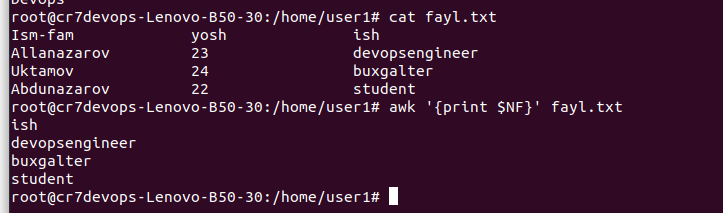 Devops
root@cr7devops-Lenovo-B50-30:/home/user1# cat fayl.txt
Ism-fam yosh ish
Allanazarov 23 devopsengineer
Uktamov 24 buxgalter
Abdunazarov 22 student
root@cr7devops-Lenovo-B50-30:/home/user1# awk '{print $NF}' fayl.txt
ish
devopsengineer
buxgalter
student
root@cr7devops-Lenovo-B50-30:/home/user1#